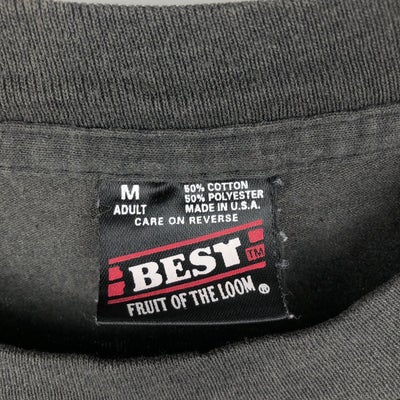 M 50% COTTON
50% POLYESTER
ADULT MADE IN U.S.A.
CARE ON REVERSE
BEST TM
FRUIT OF THE LOOM ®